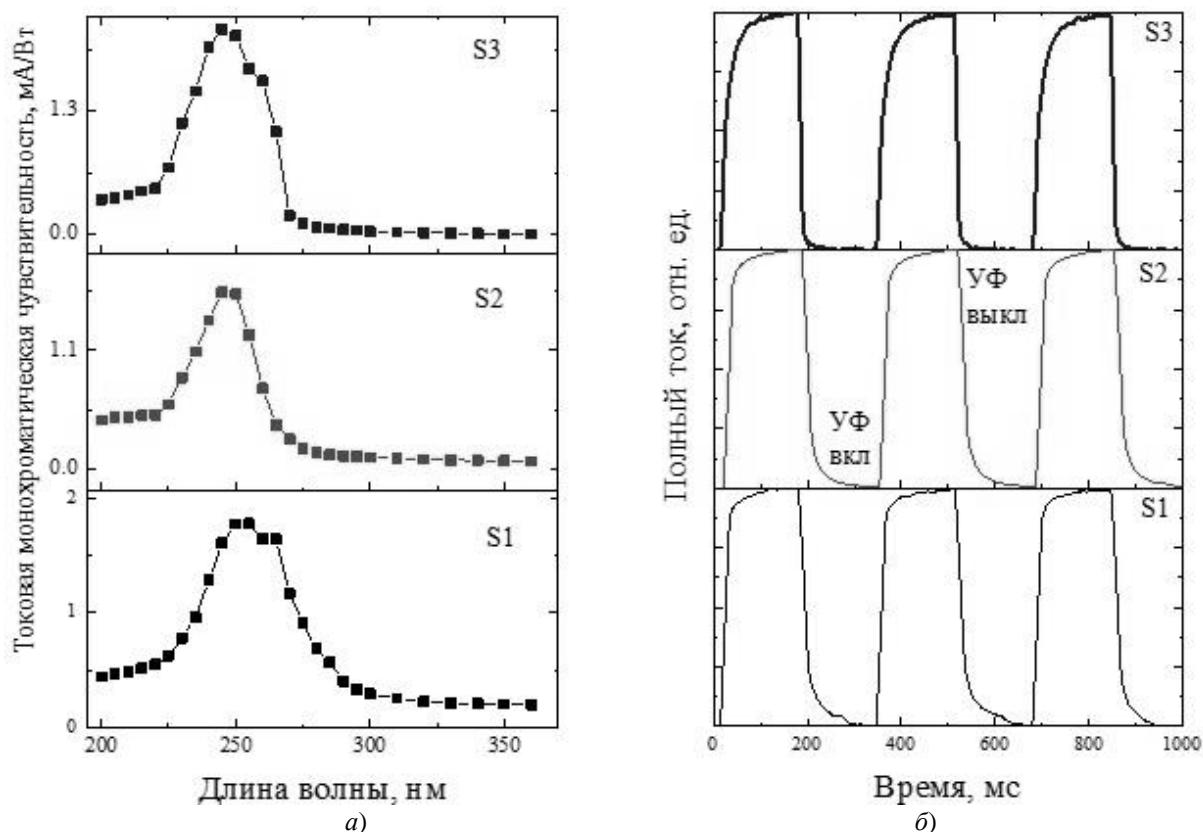 Токовая монохроматическая чувствительность, мА/Вт
S3
1.3
0.0
S2
1.1
0.0
S1
2
1
0
200 250 300 350
Длина волны, нм
а)
Полный ток, отн. ед.
S3
S2
УФ
выкл
УФ
вкл
S1
0 200 400 600 800 1000
Время, мс
б)